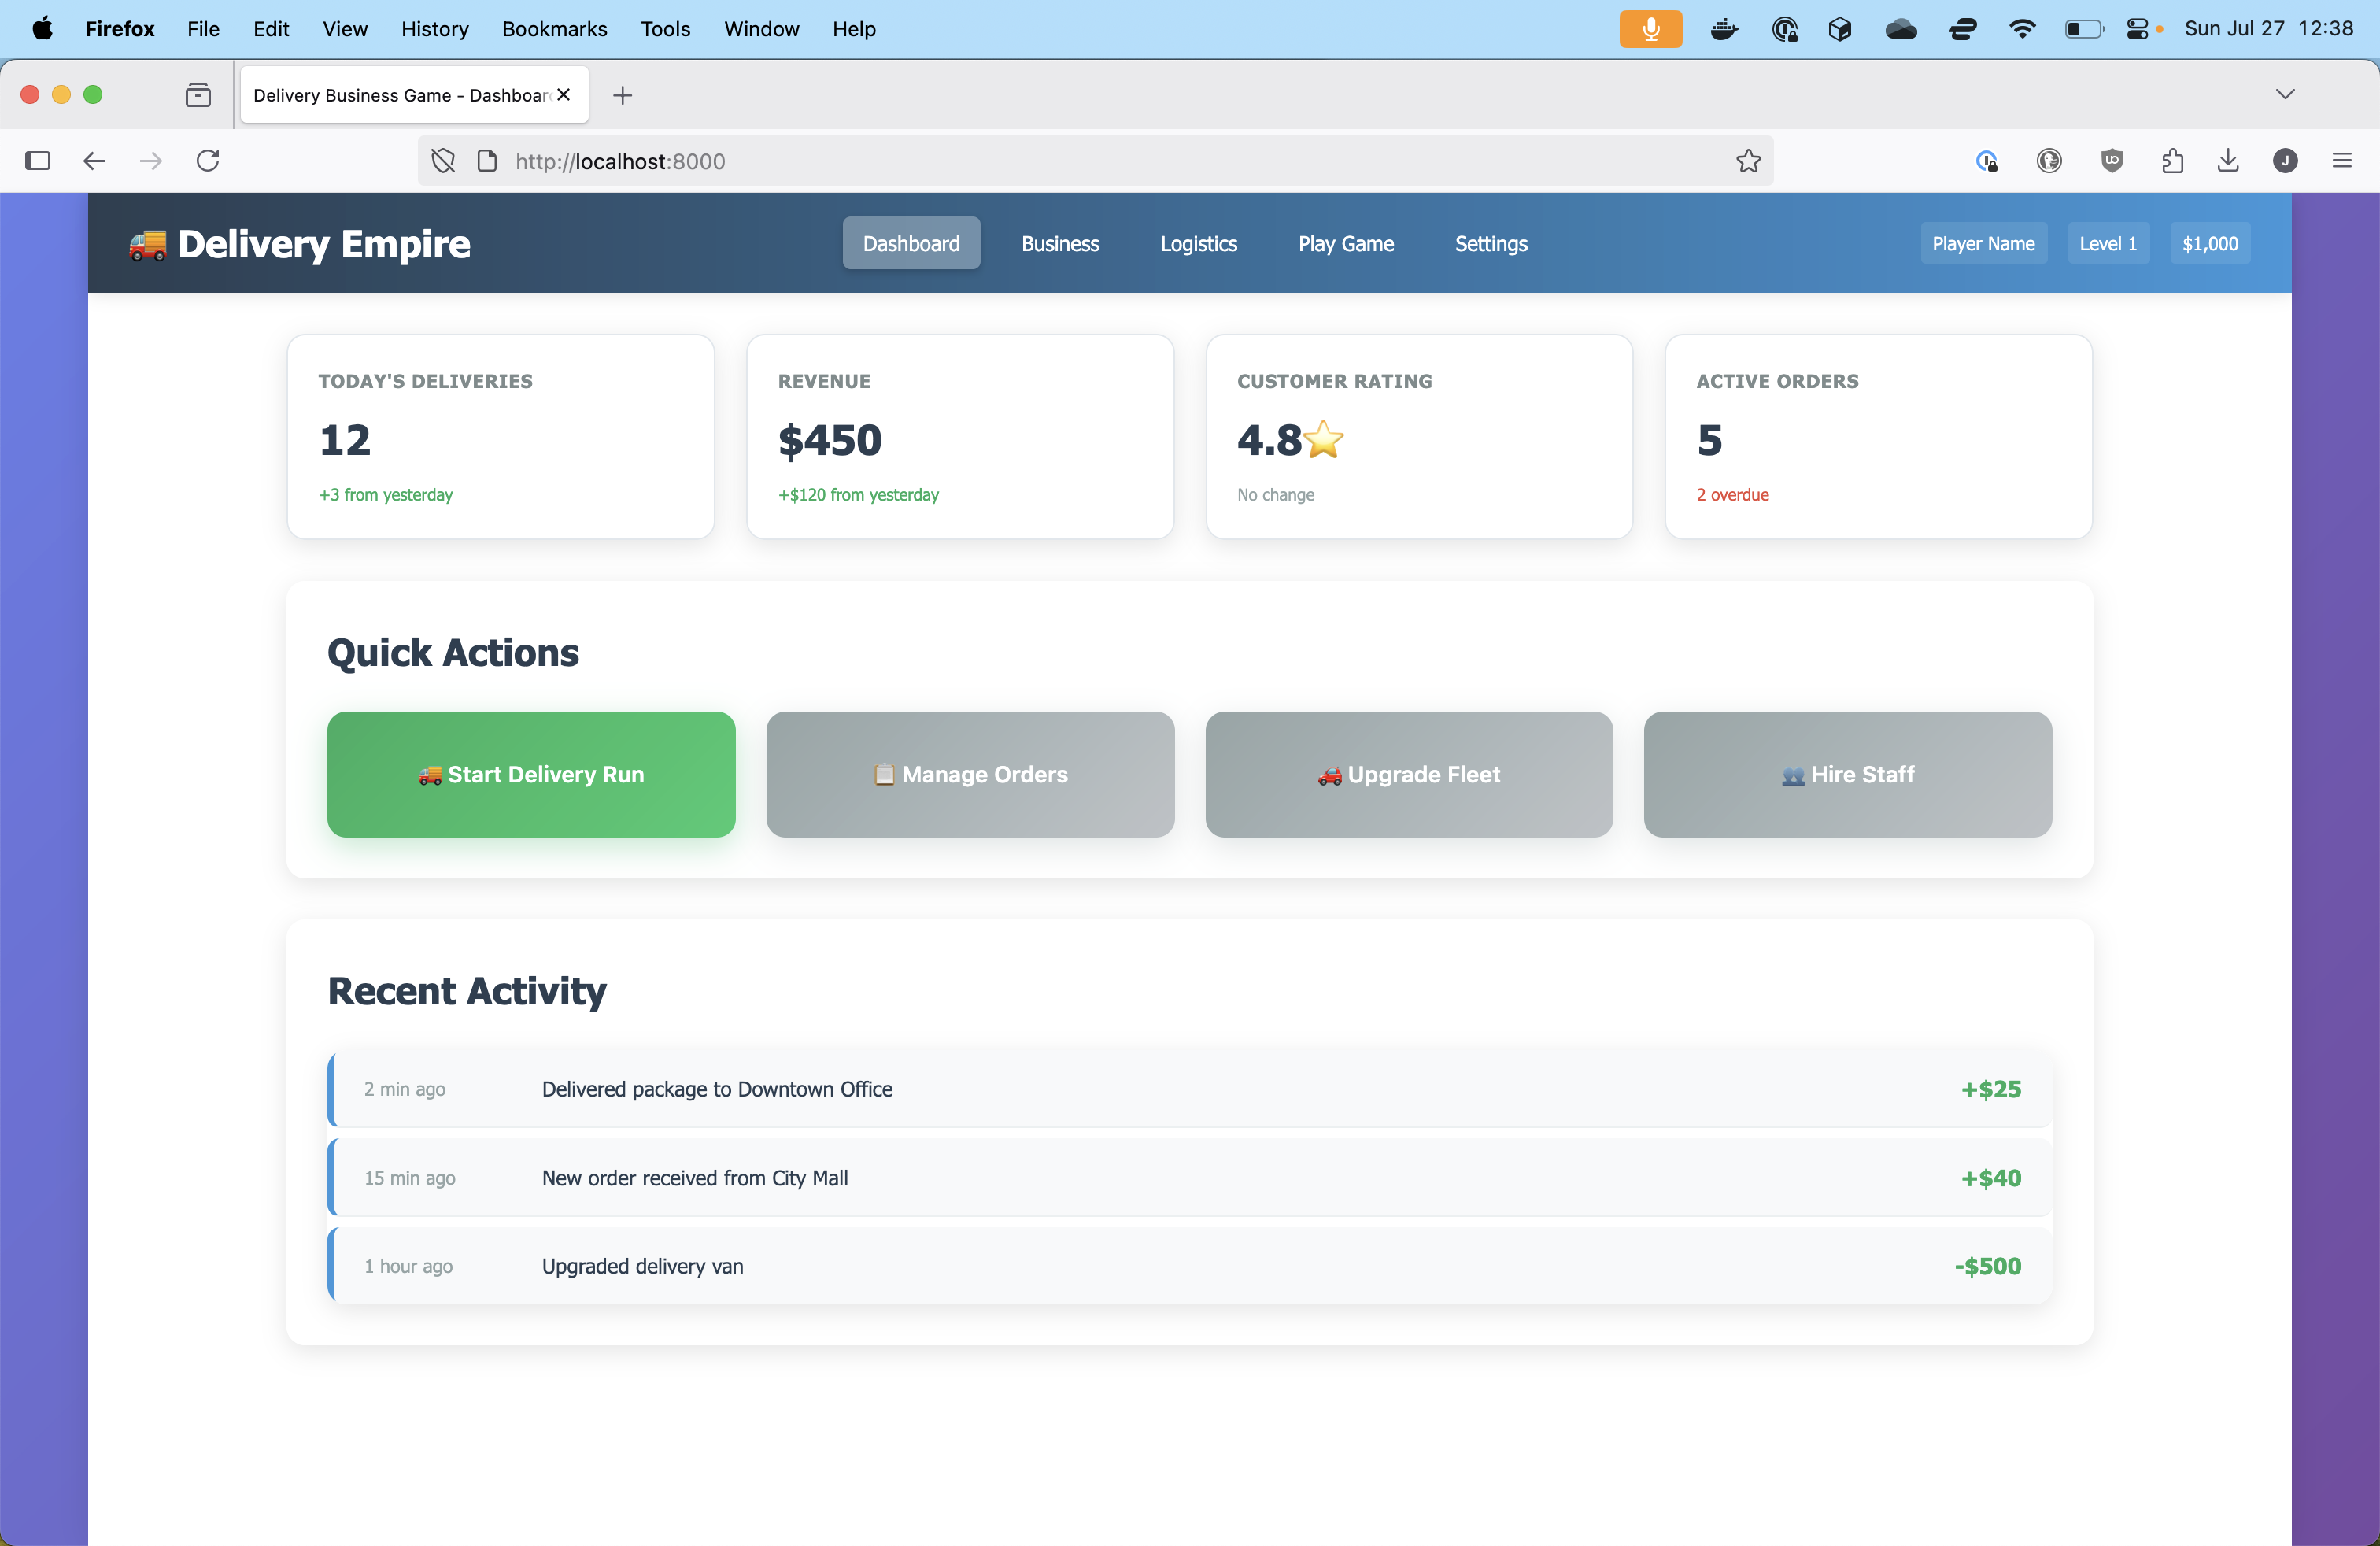 Firefox File Edit View History Bookmarks Tools Window Help Sun Jul 27 12:38
Delivery Business Game - Dashboar
http://localhost:8000
J
🚚 Delivery Empire Dashboard Business Logistics Play Game Settings Player Name Level 1 $1,000
TODAY'S DELIVERIES
12
+3 from yesterday
REVENUE
$450
+$120 from yesterday
CUSTOMER RATING
4.8⭐
No change
ACTIVE ORDERS
5
2 overdue
Quick Actions
🚚 Start Delivery Run
📋 Manage Orders
🚗 Upgrade Fleet
👥 Hire Staff
Recent Activity
2 min ago Delivered package to Downtown Office +$25
15 min ago New order received from City Mall +$40
1 hour ago Upgraded delivery van -$500